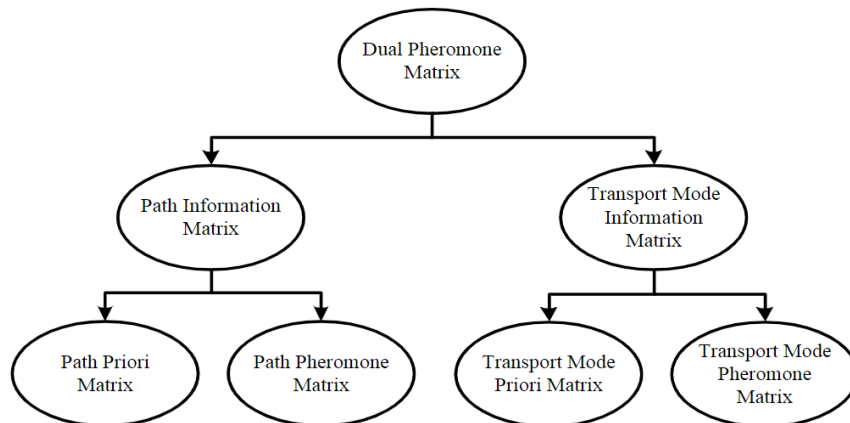 Dual Pheromone
Matrix
Path Information
Matrix
Transport Mode
Information
Matrix
Path Priori
Matrix
Path Pheromone
Matrix
Transport Mode
Priori Matrix
Transport Mode
Pheromone
Matrix